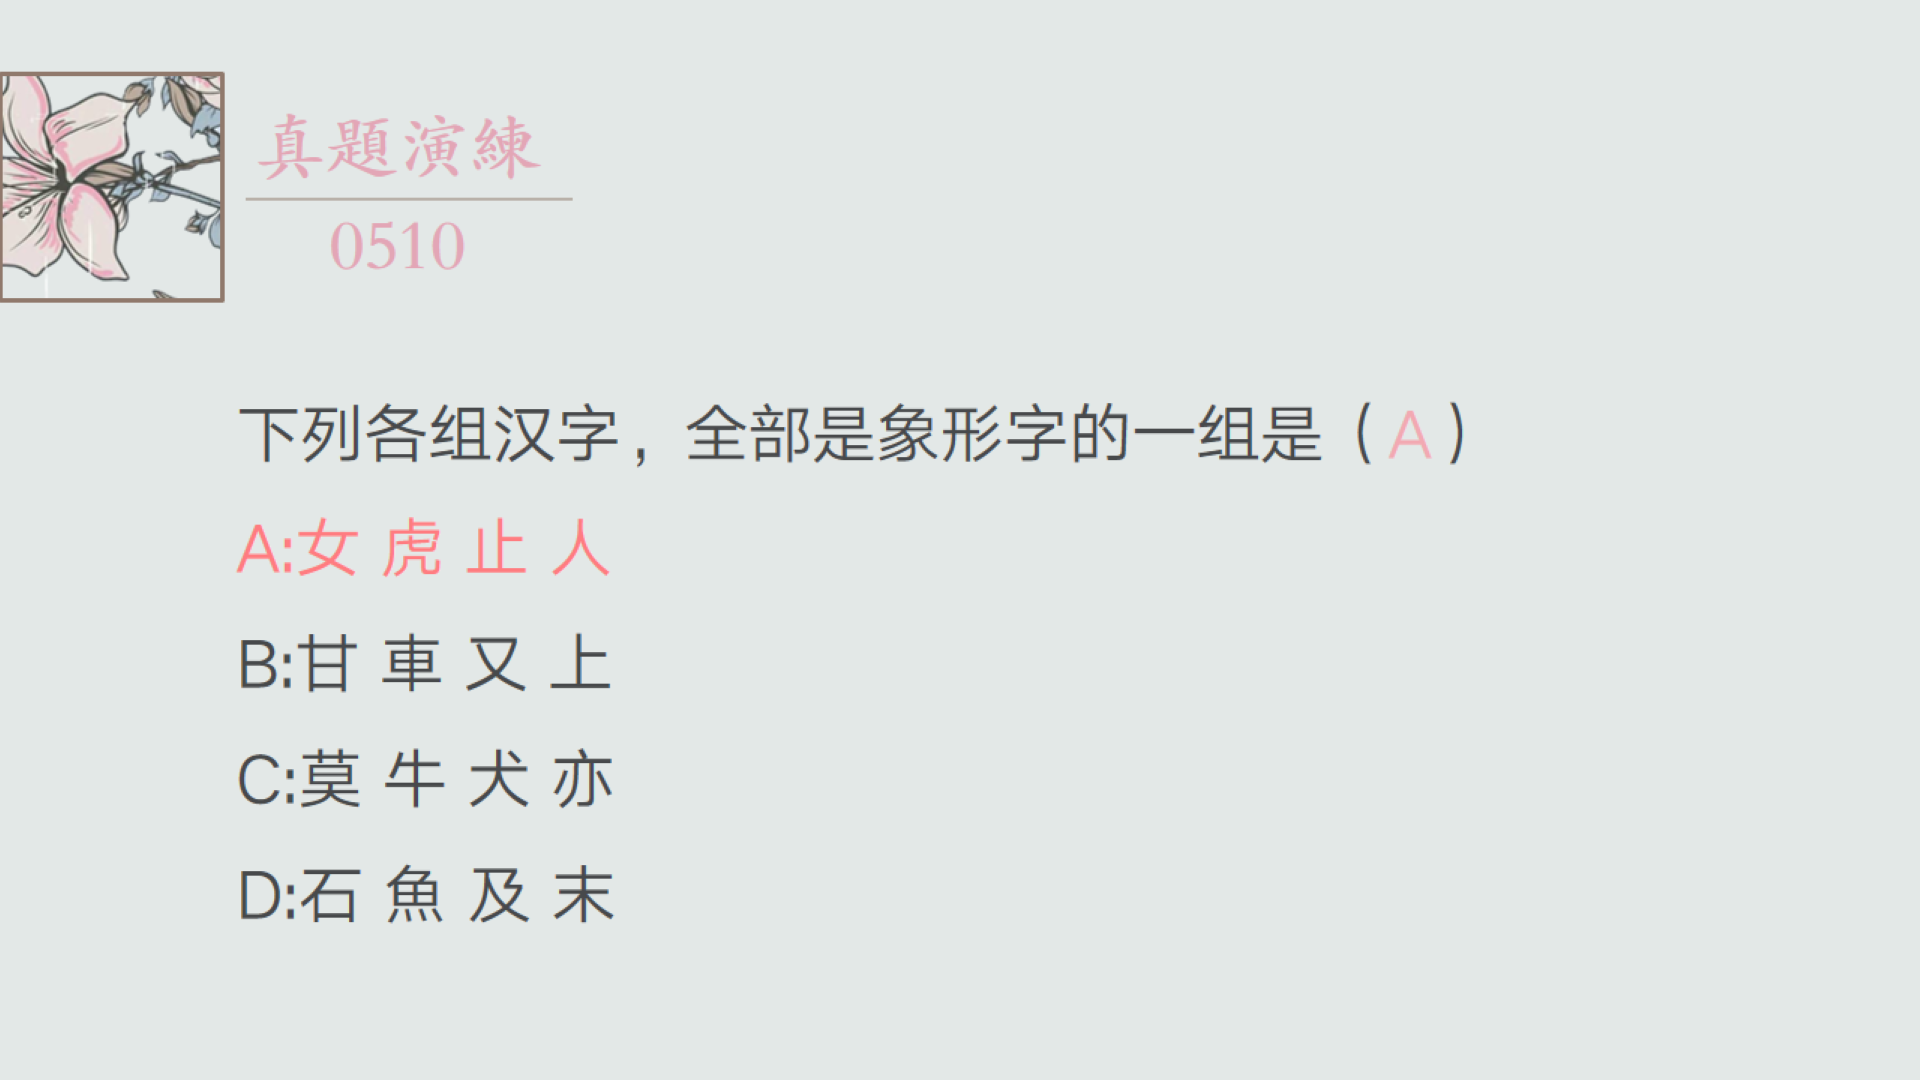 真題演練
0510
下列各组汉字，全部是象形字的一组是（A）
A:女 虎 止 人
B:甘 車 又 上
C:莫 牛 犬 亦
D:石 魚 及 末